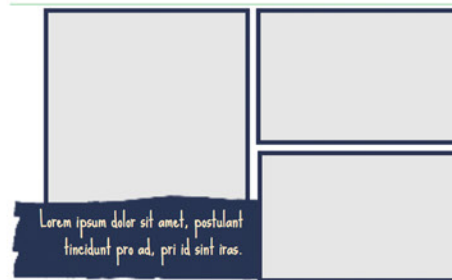 Lorem ipsum dolor sit amet, postulant
tincidunt pro ad, pri id sint iras.